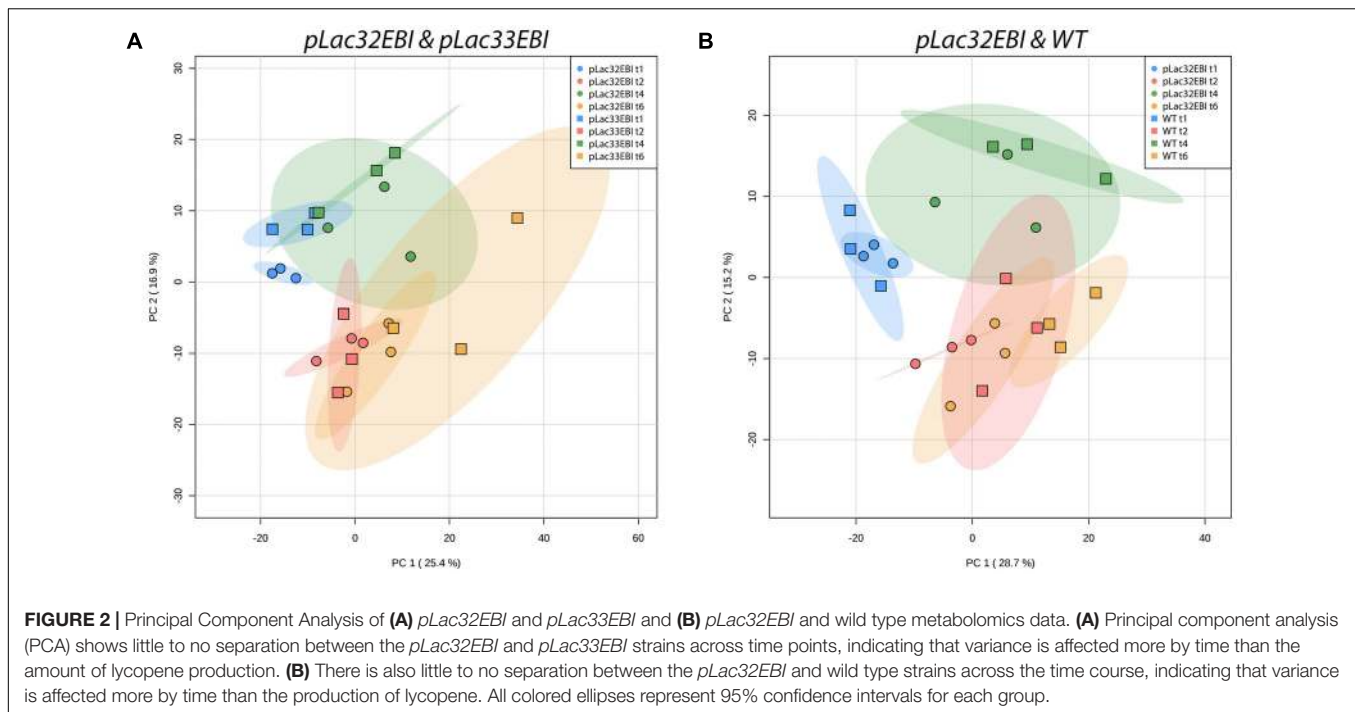 A
pLac32EBI & pLac33EBI
pLac32EBI t1
pLac32EBI t2
pLac32EBI t4
pLac32EBI t6
pLac33EBI t1
pLac33EBI t2
pLac33EBI t4
pLac33EBI t6
30
20
10
0
-10
-20
-30
PC 2 ( 16.9 %)
-20
0
20
40
60
PC 1 ( 25.4 %)
B
pLac32EBI & WT
pLac32EBI t1
pLac32EBI t2
pLac32EBI t4
pLac32EBI t6
WT t1
WT t2
WT t4
WT t6
20
10
0
-10
-20
PC 2 ( 15.2 %)
-20
0
20
40
PC 1 ( 28.7 %)
FIGURE 2 | Principal Component Analysis of (A) pLac32EBI and pLac33EBI and (B) pLac32EBI and wild type metabolomics data. (A) Principal component analysis
(PCA) shows little to no separation between the pLac32EBI and pLac33EBI strains across time points, indicating that variance is affected more by time than the
amount of lycopene production. (B) There is also little to no separation between the pLac32EBI and wild type strains across the time course, indicating that variance
is affected more by time than the production of lycopene. All colored ellipses represent 95% confidence intervals for each group.